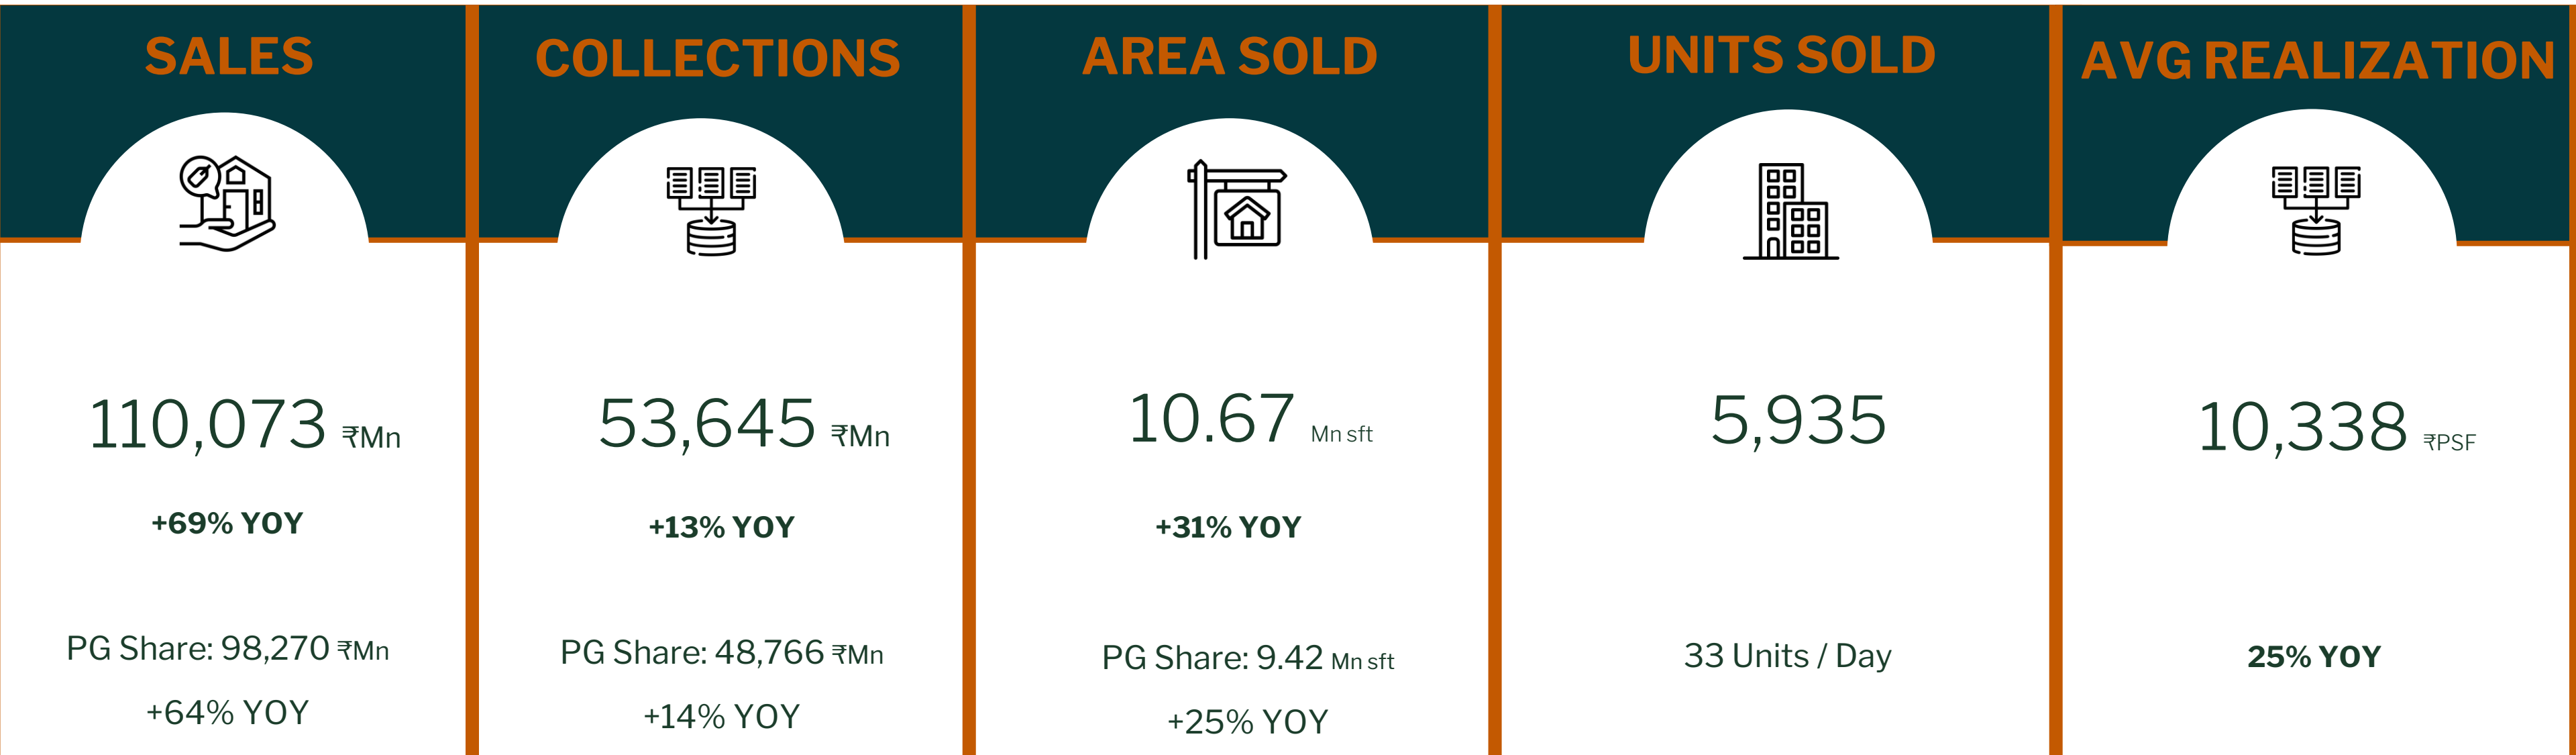 SALES
110,073 ₹Mn
+69% YOY
PG Share: 98,270 ₹Mn
+64% YOY
COLLECTIONS
53,645 ₹Mn
+13% YOY
PG Share: 48,766 ₹Mn
+14% YOY
AREA SOLD
10.67 Mn sft
+31% YOY
PG Share: 9.42 Mn sft
+25% YOY
UNITS SOLD
5,935
33 Units / Day
AVG REALIZATION
10,338 ₹PSF
25% YOY